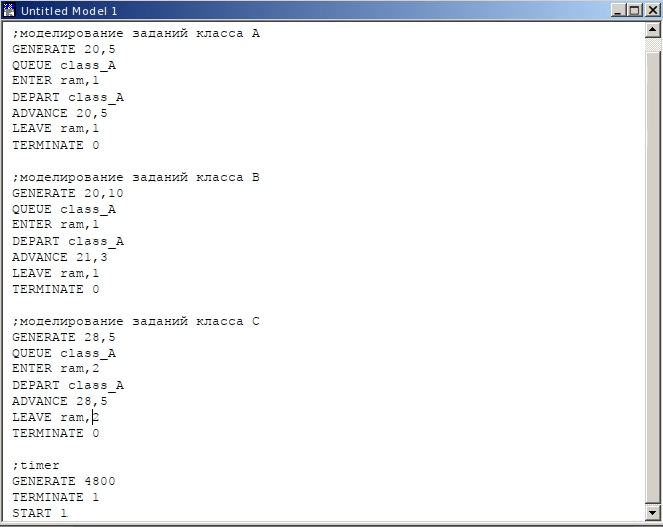 Untitled Model 1
;моделирование заданий класса A
GENERATE 20,5
QUEUE class_A
ENTER ram,1
DEPART class_A
ADVANCE 20,5
LEAVE ram,1
TERMINATE 0
;моделирование заданий класса B
GENERATE 20,10
QUEUE class_A
ENTER ram,1
DEPART class_A
ADVANCE 21,3
LEAVE ram,1
TERMINATE 0
;моделирование заданий класса C
GENERATE 28,5
QUEUE class_A
ENTER ram,2
DEPART class_A
ADVANCE 28,5
LEAVE ram,2
TERMINATE 0
;timer
GENERATE 4800
TERMINATE 1
START 1